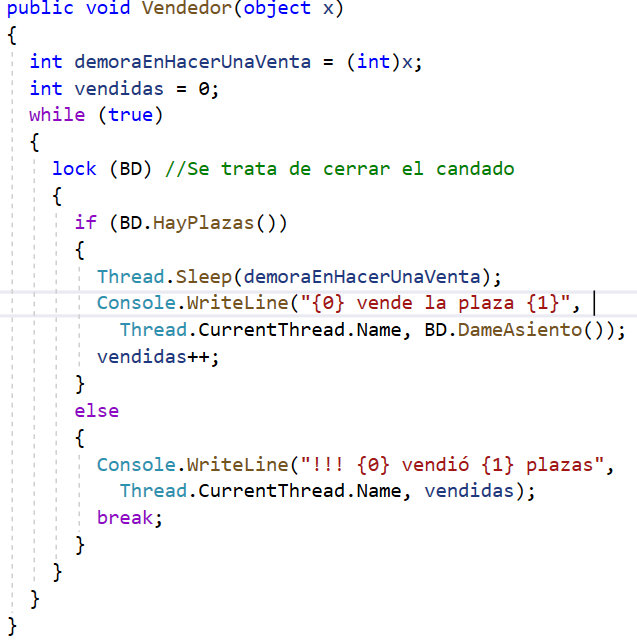 public void Vendedor(object x)
{
int demoraEnHacerUnaVenta = (int)x;
int vendidas = 0;
while (true)
{
lock (BD) //Se trata de cerrar el candado
{
if (BD.HayPlazas())
{
Thread.Sleep(demoraEnHacerUnaVenta);
Console.WriteLine("{0} vende la plaza {1}",
Thread.CurrentThread.Name, BD.DameAsiento());
vendidas++;
}
else
{
Console.WriteLine("!!! {0} vendió {1} plazas",
Thread.CurrentThread.Name, vendidas);
break;
}
}
}
}